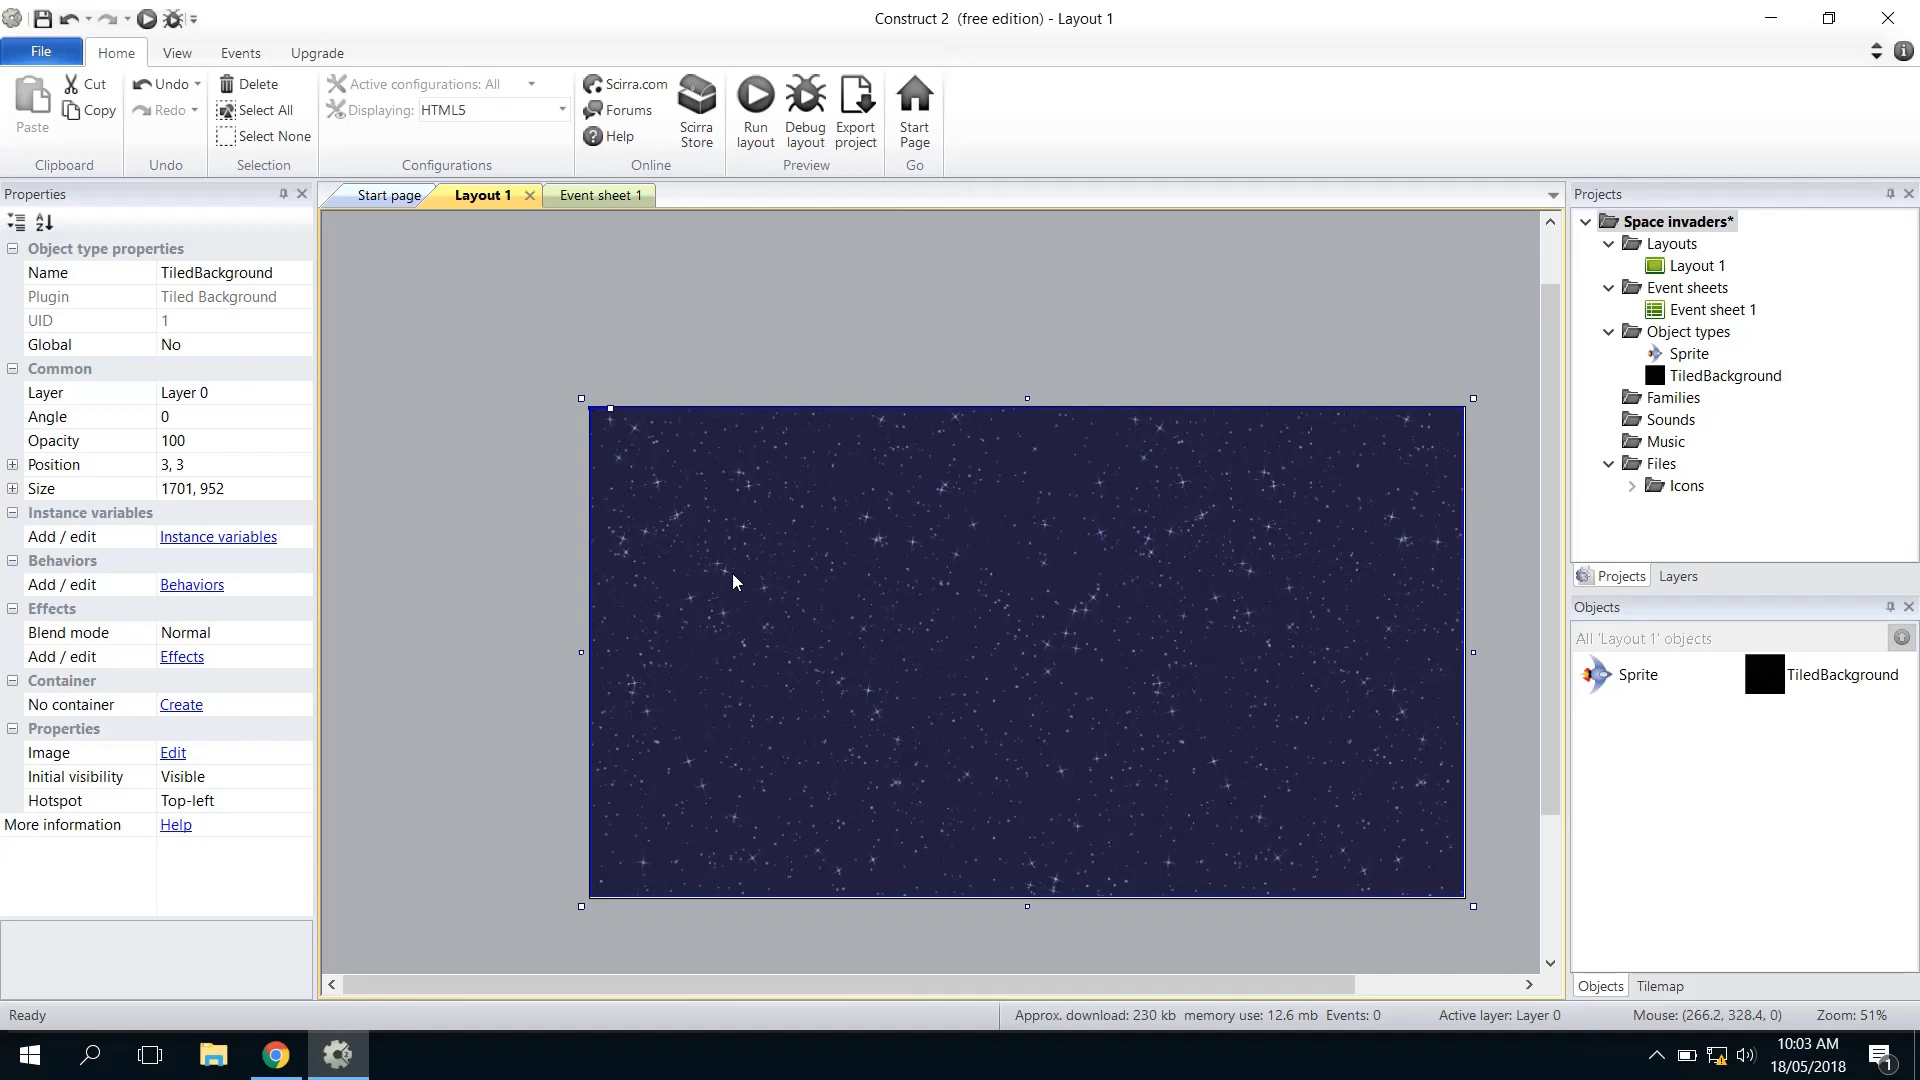 Construct 2  (free edition) - Layout 1
File
Home
View
Events
Upgrade
Paste
Cut
Copy
Clipboard
Undo
Redo
Undo
Delete
Select All
Select None
Selection
Active configurations: All
Displaying: HTML5
Configurations
Scirra.com
Forums
Help
Scirra
Store
Online
Run
layout
Debug
layout
Export
project
Preview
Start
Page
Go
Properties
Start page
Layout 1
Event sheet 1
Projects
Object type properties
Name TiledBackground
Plugin Tiled Background
UID 1
Global No
Common
Layer Layer 0
Angle 0
Opacity 100
Position 3, 3
Size 1701, 952
Instance variables
Add / edit Instance variables
Behaviors
Add / edit Behaviors
Effects
Blend mode Normal
Add / edit Effects
Container
No container Create
Properties
Image Edit
Initial visibility Visible
Hotspot Top-left
More information Help
Space invaders*
Layouts
Layout 1
Event sheets
Event sheet 1
Object types
Sprite
TiledBackground
Families
Sounds
Music
Files
Icons
Projects
Layers
Objects
All 'Layout 1' objects
Sprite
TiledBackground
Objects
Tilemap
Ready
Approx. download: 230 kb  memory use: 12.6 mb  Events: 0
Active layer: Layer 0
Mouse: (266.2, 328.4, 0)
Zoom: 51%
10:03 AM
18/05/2018
1